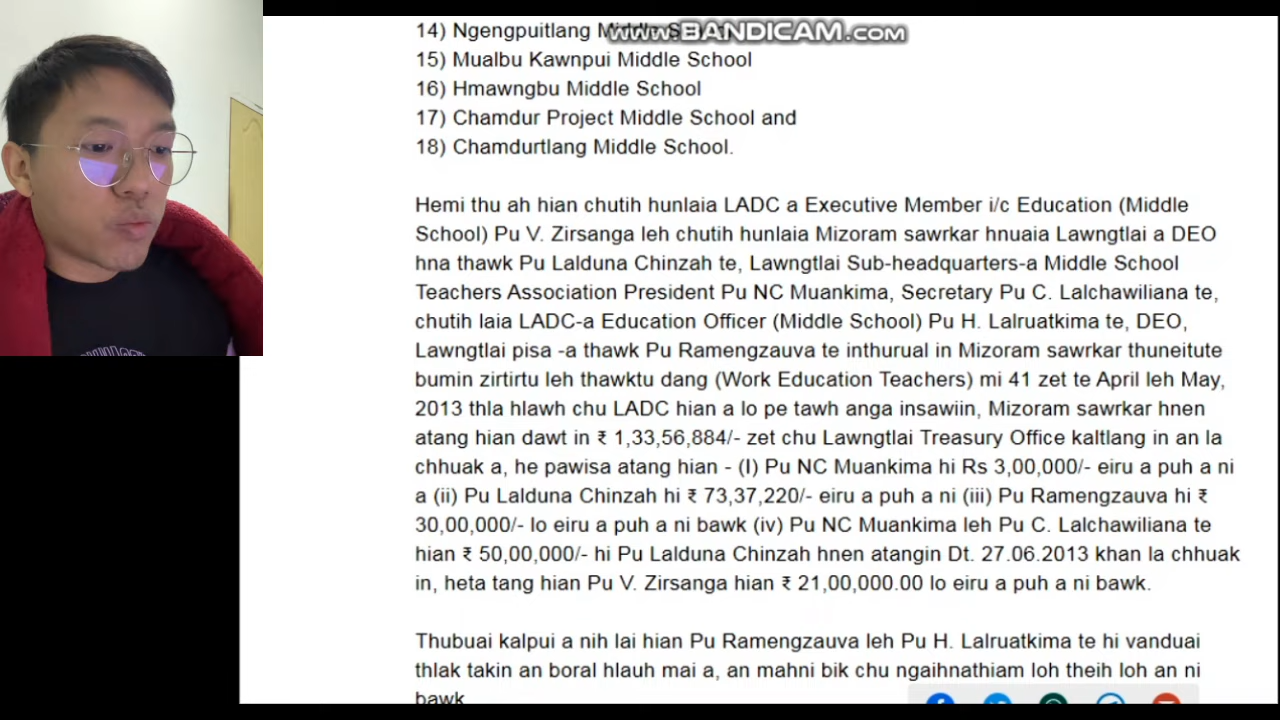 14) Ngengpuitlang Middle
www.BANDICAM.com
15) Mualbu Kawnpui Middle School
16) Hmawngbu Middle School
17) Chamdur Project Middle School and
18) Chamdurtlang Middle School.
Hemi thu ah hian chutih hunlaia LADC a Executive Member i/c Education (Middle
School) Pu V. Zirsanga leh chutih hunlaia Mizoram sawrkar hnuaia Lawngtlai a DEO
hna thawk Pu Lalduna Chinzah te, Lawngtlai Sub-headquarters-a Middle School
Teachers Association President Pu NC Muankima, Secretary Pu C. Lalchawiliana te,
chutih laia LADC-a Education Officer (Middle School) Pu H. Lalruatkima te, DEO,
Lawngtlai pisa -a thawk Pu Ramengzauva te inthurual in Mizoram sawrkar thuneitute
bumin zirtirtu leh thawktu dang (Work Education Teachers) mi 41 zet te April leh May,
2013 thla hlawh chu LADC hian a lo pe tawh anga insawiin, Mizoram sawrkar hnen
atang hian dawt in ₹ 1,33,56,884/- zet chu Lawngtlai Treasury Office kaltlang in an la
chhuak a, he pawisa atang hian - (I) Pu NC Muankima hi Rs 3,00,000/- eiru a puh a ni
a (ii) Pu Lalduna Chinzah hi ₹ 73,37,220/- eiru a puh a ni (iii) Pu Ramengzauva hi ₹
30,00,000/- lo eiru a puh a ni bawk (iv) Pu NC Muankima leh Pu C. Lalchawiliana te
hian ₹ 50,00,000/- hi Pu Lalduna Chinzah hnen atangin Dt. 27.06.2013 khan la chhuak
in, heta tang hian Pu V. Zirsanga hian ₹ 21,00,000.00 lo eiru a puh a ni bawk.
Thubuai kalpui a nih lai hian Pu Ramengzauva leh Pu H. Lalruatkima te hi vanduai
thlak takin an boral hlauh mai a, an mahni bik chu ngaihnathiam loh theih loh an ni
bawk